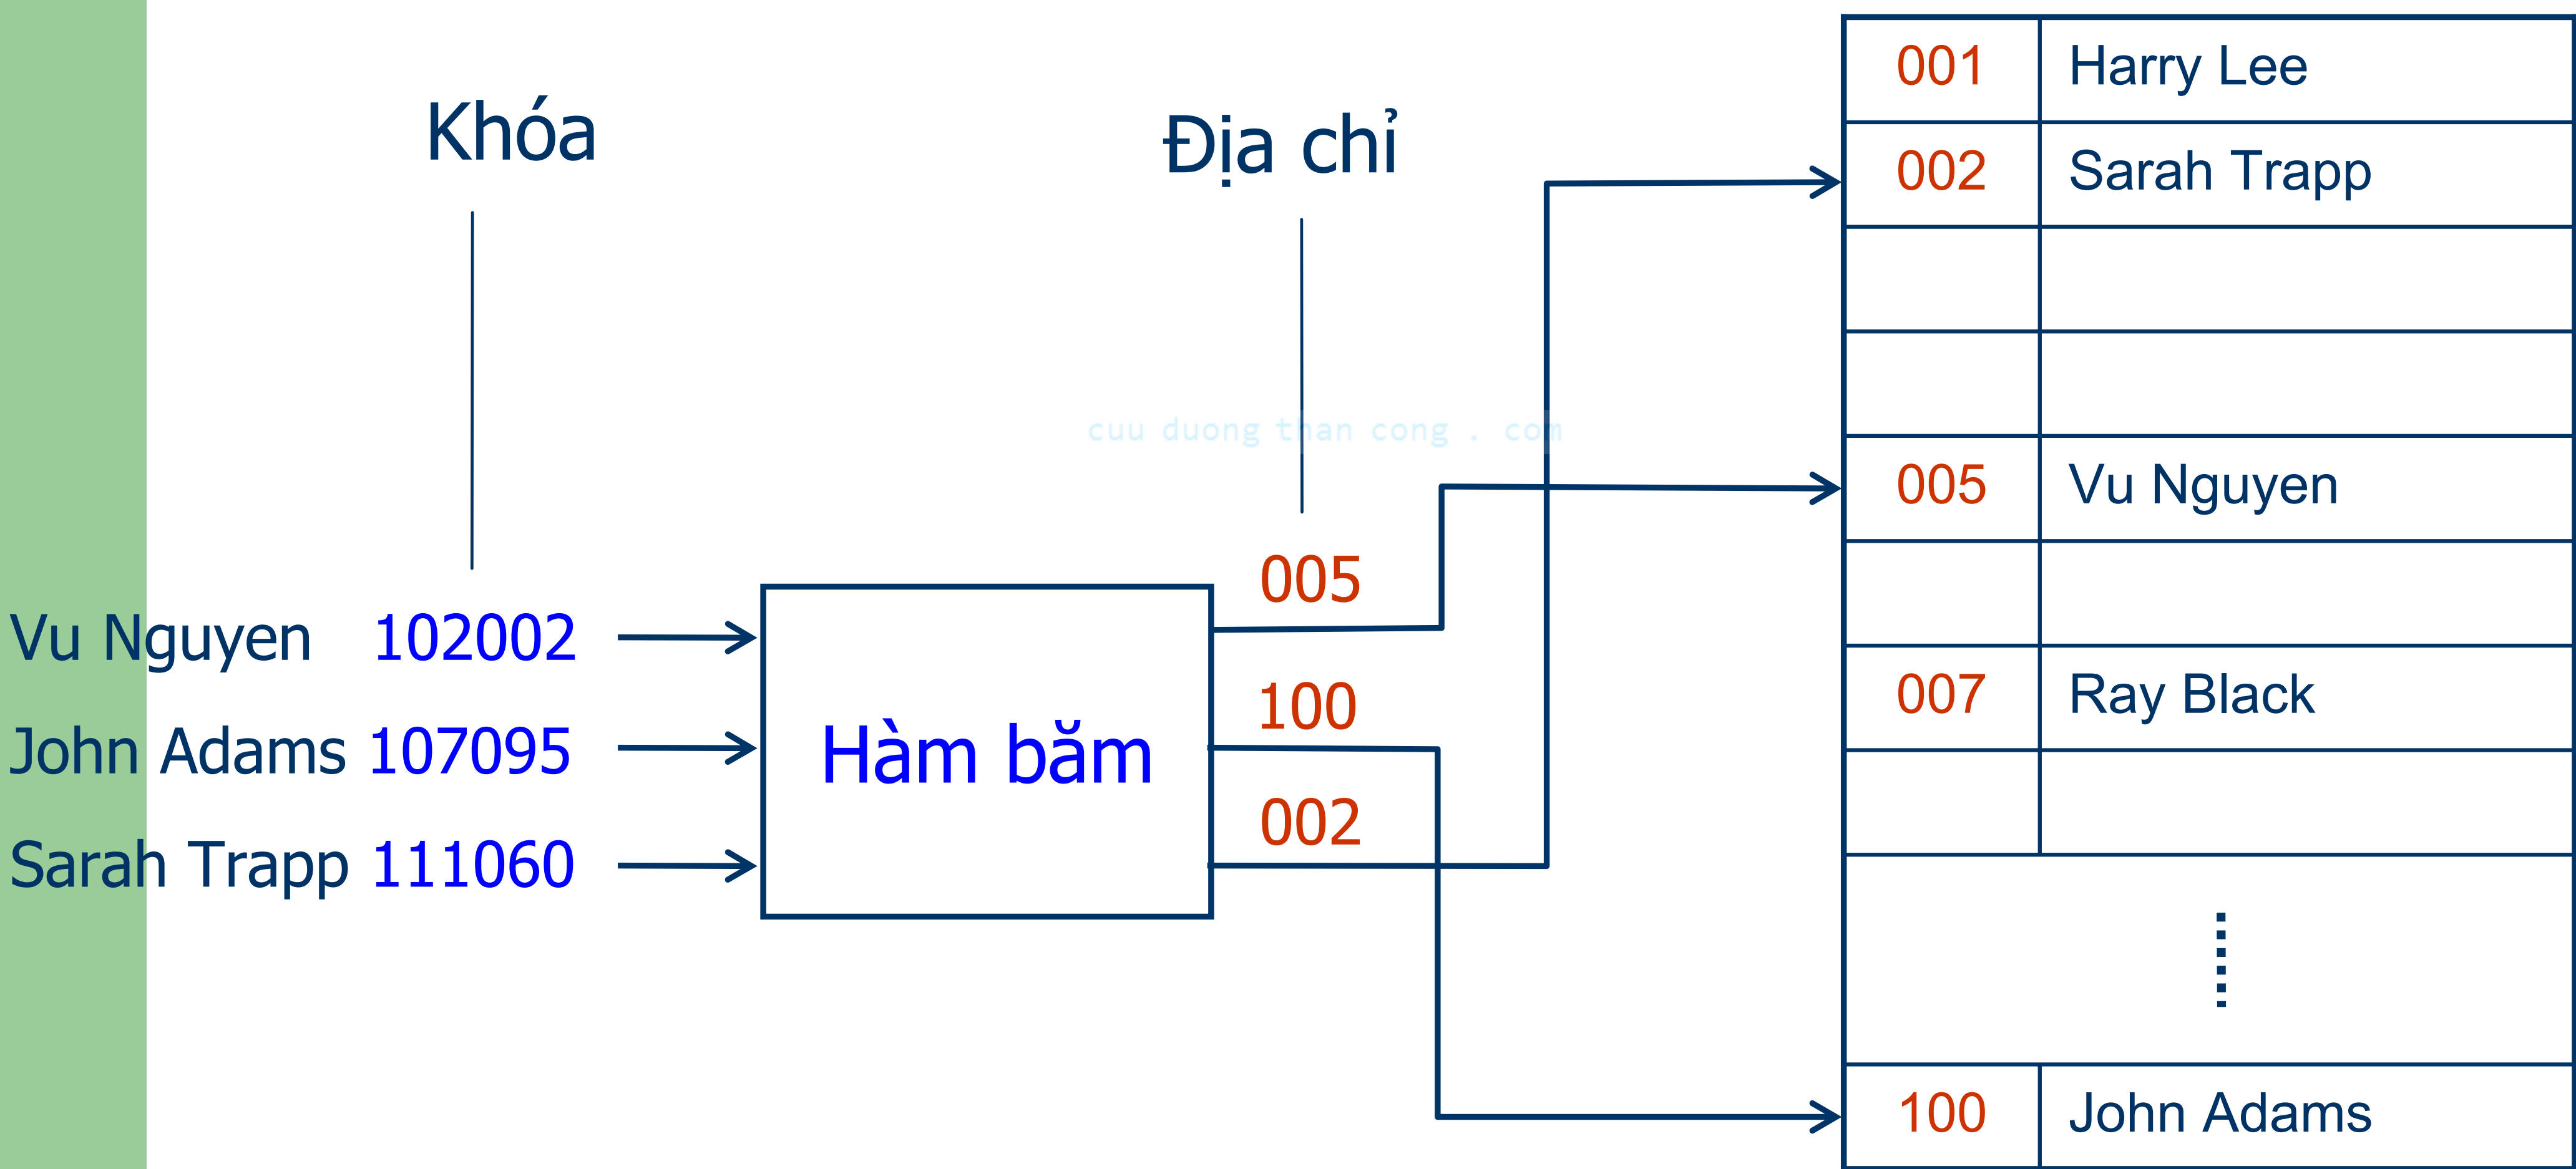 Khóa
Địa chỉ
cuu duong than cong . com
Vu Nguyen 102002
John Adams 107095
Sarah Trapp 111060
Hàm băm
005
100
002
001 Harry Lee
002 Sarah Trapp
005 Vu Nguyen
007 Ray Black
100 John Adams